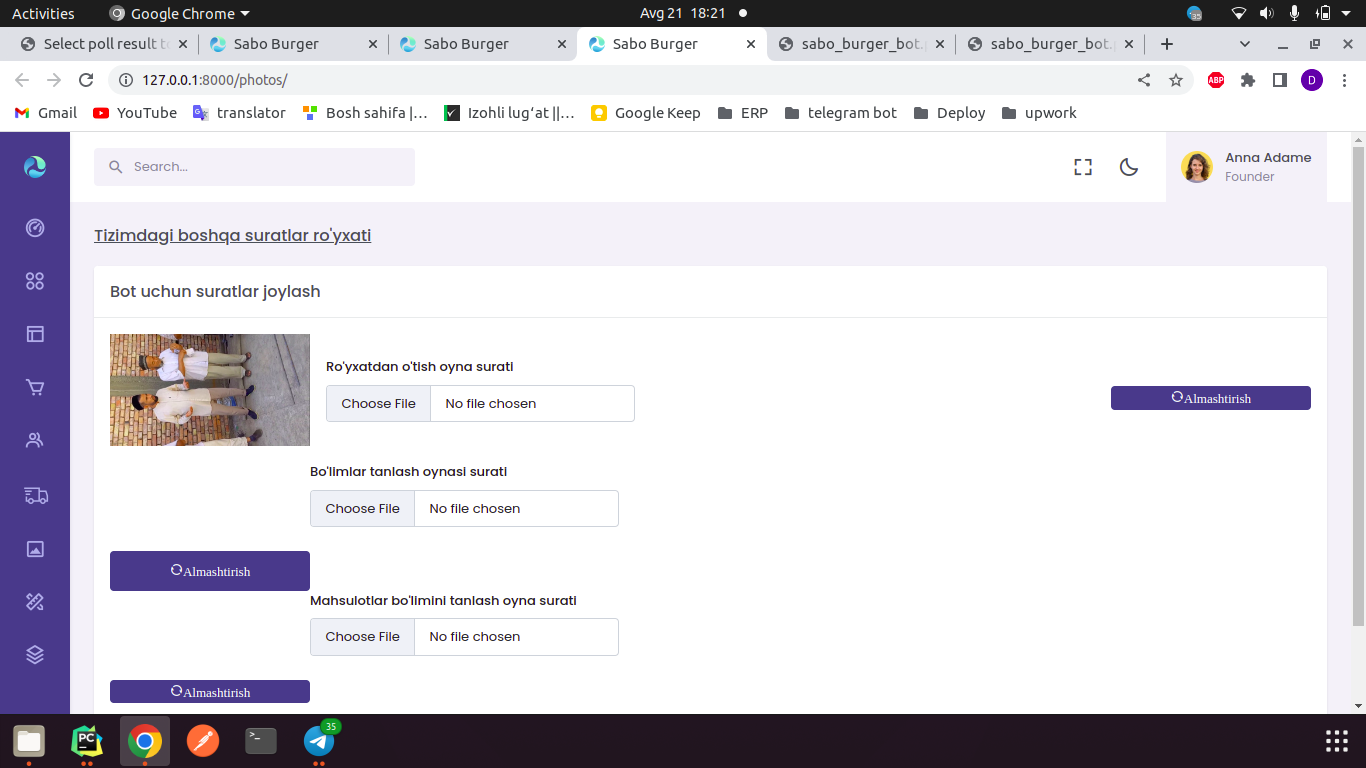 Activities Google Chrome Avg 21 18:21 35
Select poll result t Sabo Burger Sabo Burger Sabo Burger sabo_burger_bot. sabo_burger_bot.
127.0.0.1:8000/photos/ ABP D
Gmail YouTube translator Bosh sahifa |... Izohli lugʻat ||... Google Keep ERP telegram bot Deploy upwork
Search...
Anna Adame
Founder
Tizimdagi boshqa suratlar ro'yxati
Bot uchun suratlar joylash
Ro'yxatdan o'tish oyna surati
Choose File No file chosen
Almashtirish
Bo'limlar tanlash oynasi surati
Choose File No file chosen
Almashtirish
Mahsulotlar bo'limini tanlash oyna surati
Choose File No file chosen
Almashtirish
PC >_ 35